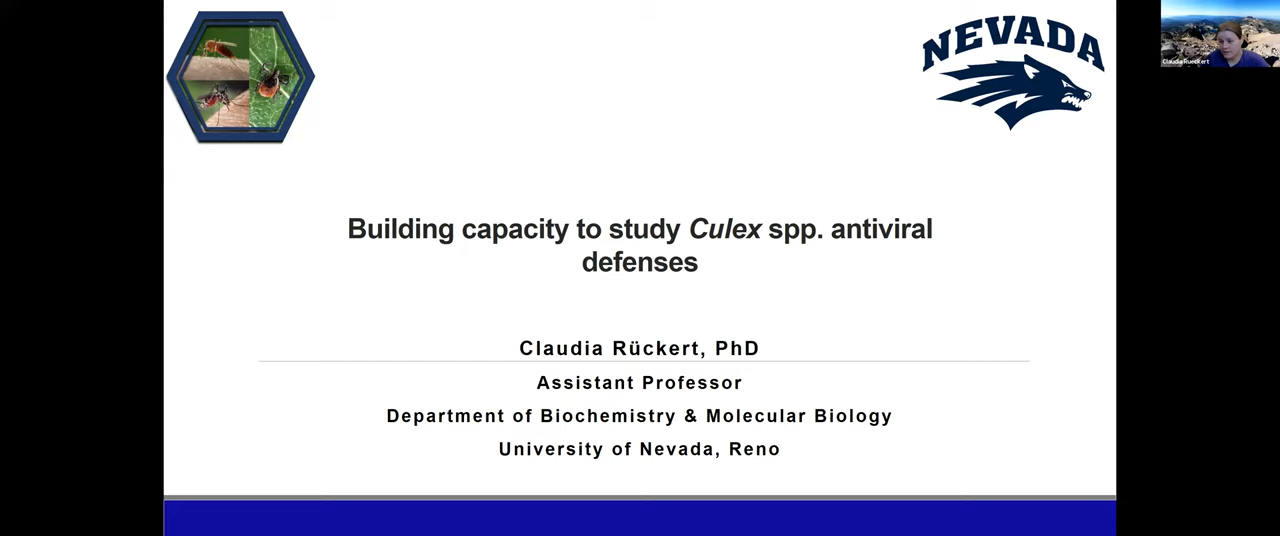 NEVADA
Claudia Rueckert
Building capacity to study Culex spp. antiviral
defenses
Claudia Rückert, PhD
Assistant Professor
Department of Biochemistry & Molecular Biology
University of Nevada, Reno